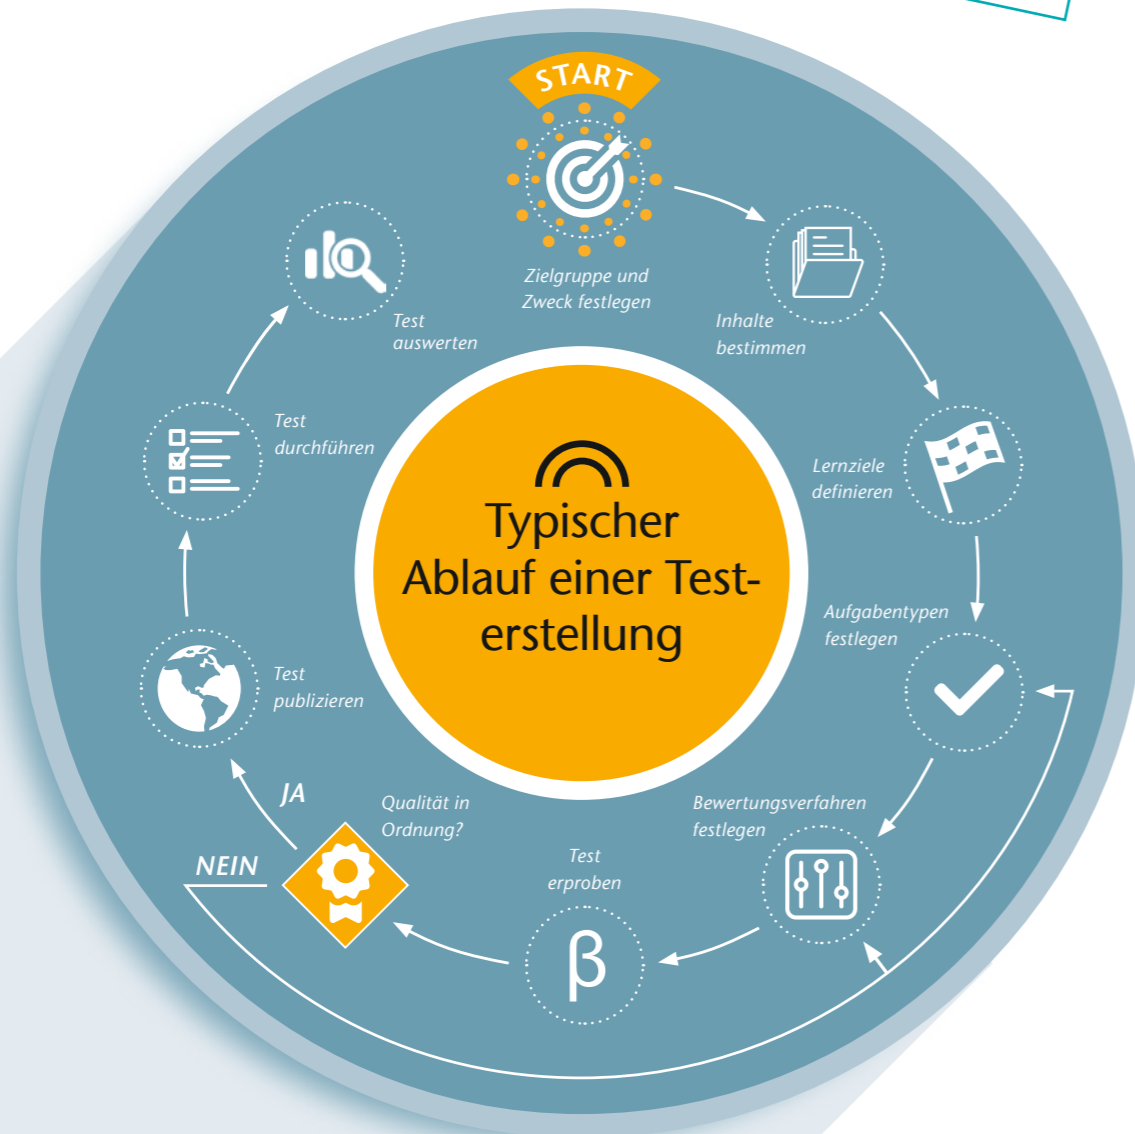 START
Zielgruppe und
Zweck festlegen
Inhalte
bestimmen
Lernziele
definieren
Aufgabentypen
festlegen
Bewertungsverfahren
festlegen
Test
erproben
β
Qualität in
Ordnung?
JA
NEIN
Test
publizieren
Test
durchführen
Test
auswerten
Typischer
Ablauf einer Test-
erstellung